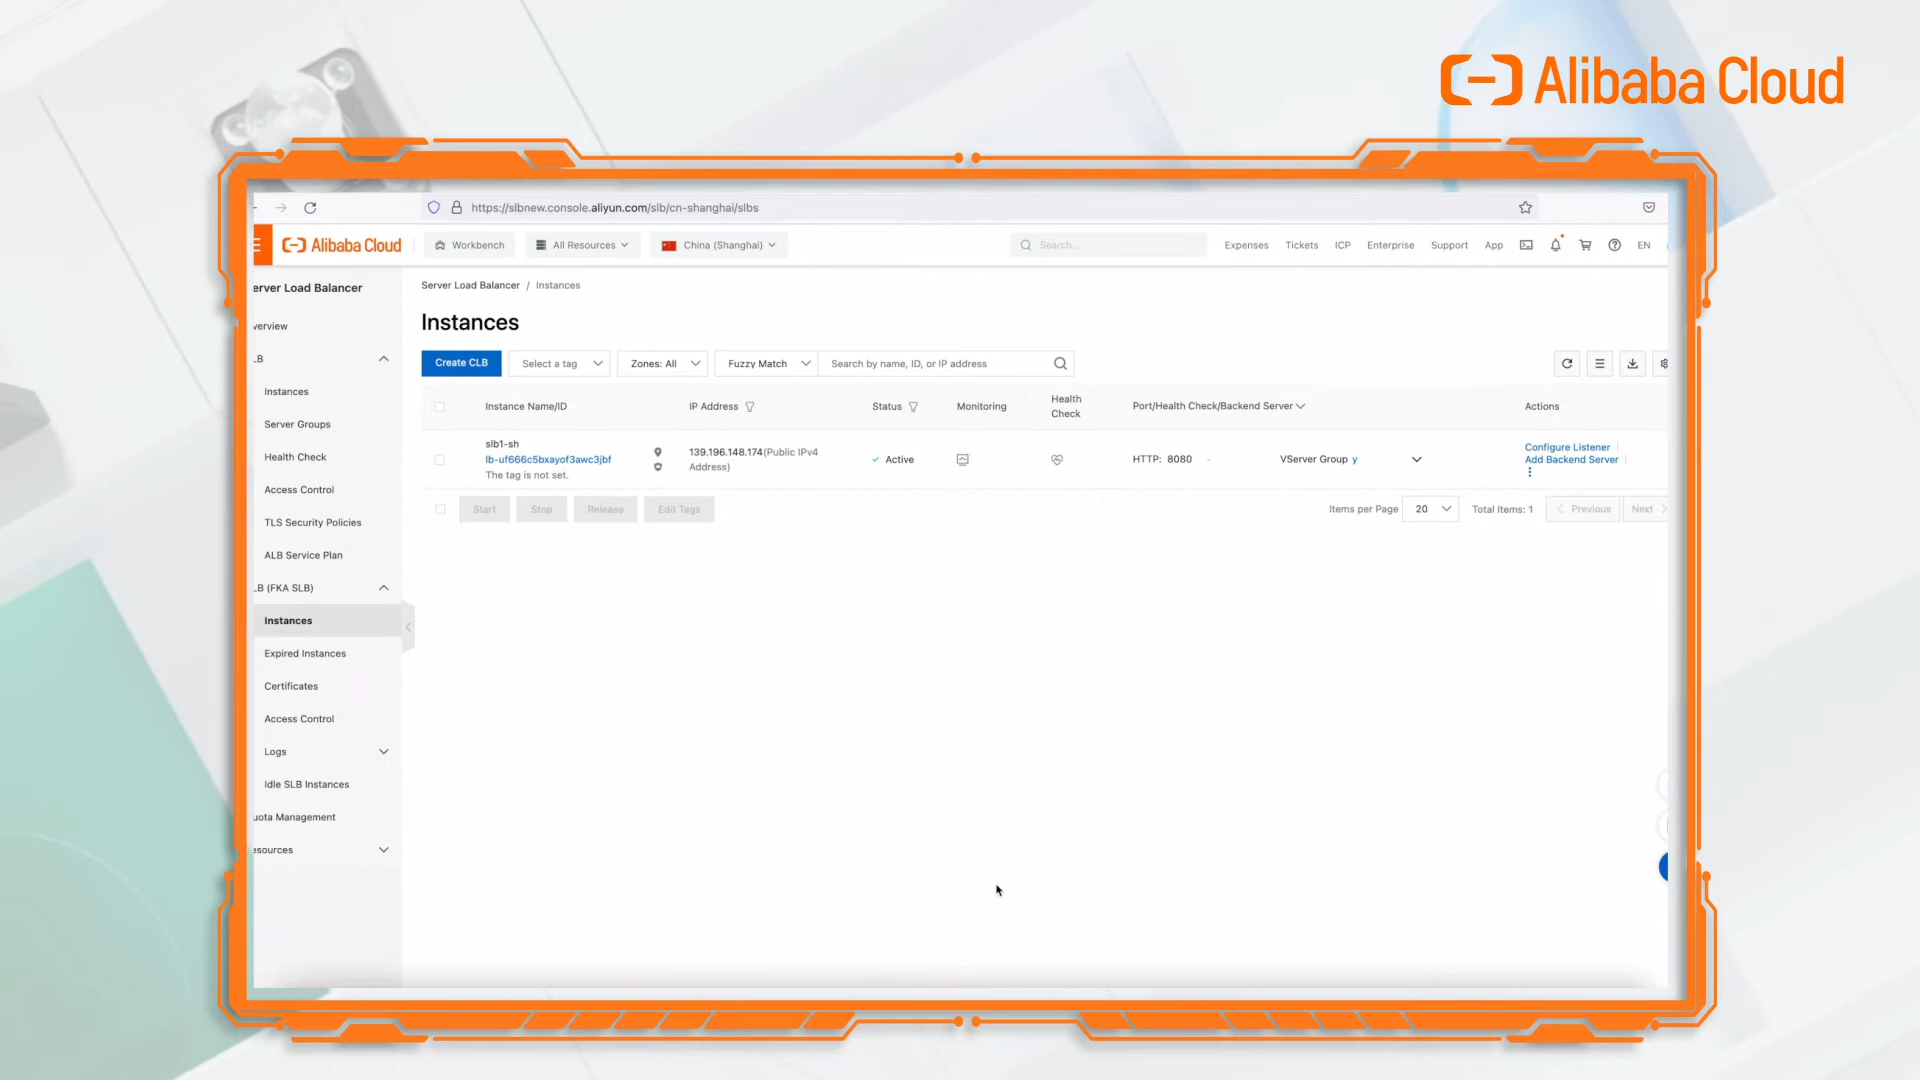 Alibaba Cloud
https://slbnew.console.aliyun.com/slb/cn-shanghai/slbs
Alibaba Cloud
Workbench
All Resources
China (Shanghai)
Search...
Expenses
Tickets
ICP
Enterprise
Support
App
EN
erver Load Balancer
verview
LB
Instances
Server Groups
Health Check
Access Control
TLS Security Policies
ALB Service Plan
LB (FKA SLB)
Instances
Expired Instances
Certificates
Access Control
Logs
Idle SLB Instances
uota Management
esources
Server Load Balancer / Instances
Instances
Create CLB
Select a tag
Zones: All
Fuzzy Match
Search by name, ID, or IP address
Instance Name/ID
IP Address
Status
Monitoring
Health
Check
Port/Health Check/Backend Server
Actions
slb1-sh
lb-uf666c5bxayof3awc3jbf
The tag is not set.
139.196.148.174(Public IPv4
Address)
Active
HTTP: 8080 -
VServer Group y
Configure Listener
Add Backend Server
Start
Stop
Release
Edit Tags
Items per Page
20
Total Items: 1
Previous
Next